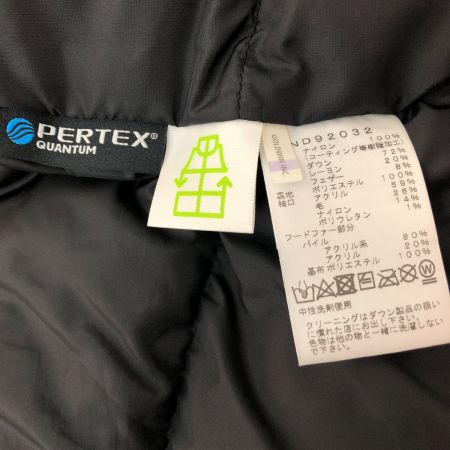 PERTEX®
QUANTUM
GOLDWIN INC.
ND92032
ナイロン 100%
(コーティング等樹脂加工)
ダウン 72%
レーヨン 20%
フェザー 8%
裏地 ポリエステル 100%
袖口 アクリル 59%
毛 26%
ナイロン 14%
ポリウレタン 1%
フードファー部分
パイル
アクリル系 80%
アクリル 20%
基布 ポリエステル 100%
中性洗剤使用
クリーニングはダウン製品の扱い
に慣れた店にお出し下さい。
色物は他の物と一緒に洗濯しない
で下さい。